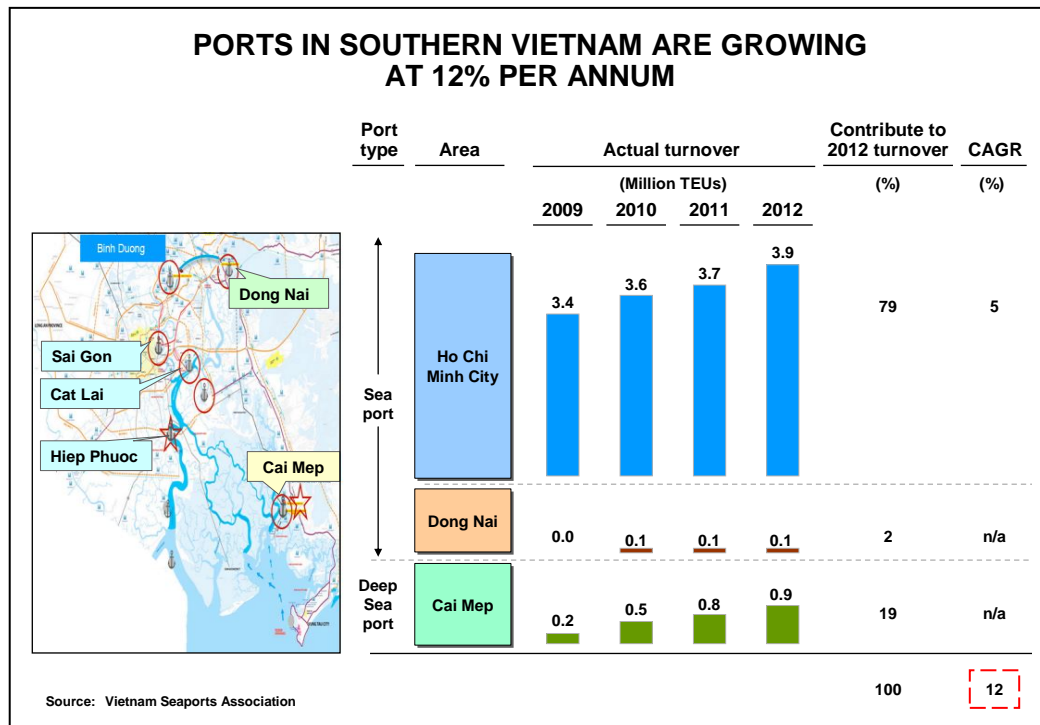 PORTS IN SOUTHERN VIETNAM ARE GROWING
AT 12% PER ANNUM
Port
type
Area
Actual turnover
Contribute to
2012 turnover
CAGR
(Million TEUs)
(%)
(%)
2009
2010
2011
2012
Binh Duong
Dong Nai
Sai Gon
Cat Lai
Hiep Phuoc
Cai Mep
Sea
port
Ho Chi
Minh City
3.4
3.6
3.7
3.9
79
5
Dong Nai
0.0
0.1
0.1
0.1
2
n/a
Deep
Sea
port
Cai Mep
0.2
0.5
0.8
0.9
19
n/a
100
12
Source: Vietnam Seaports Association